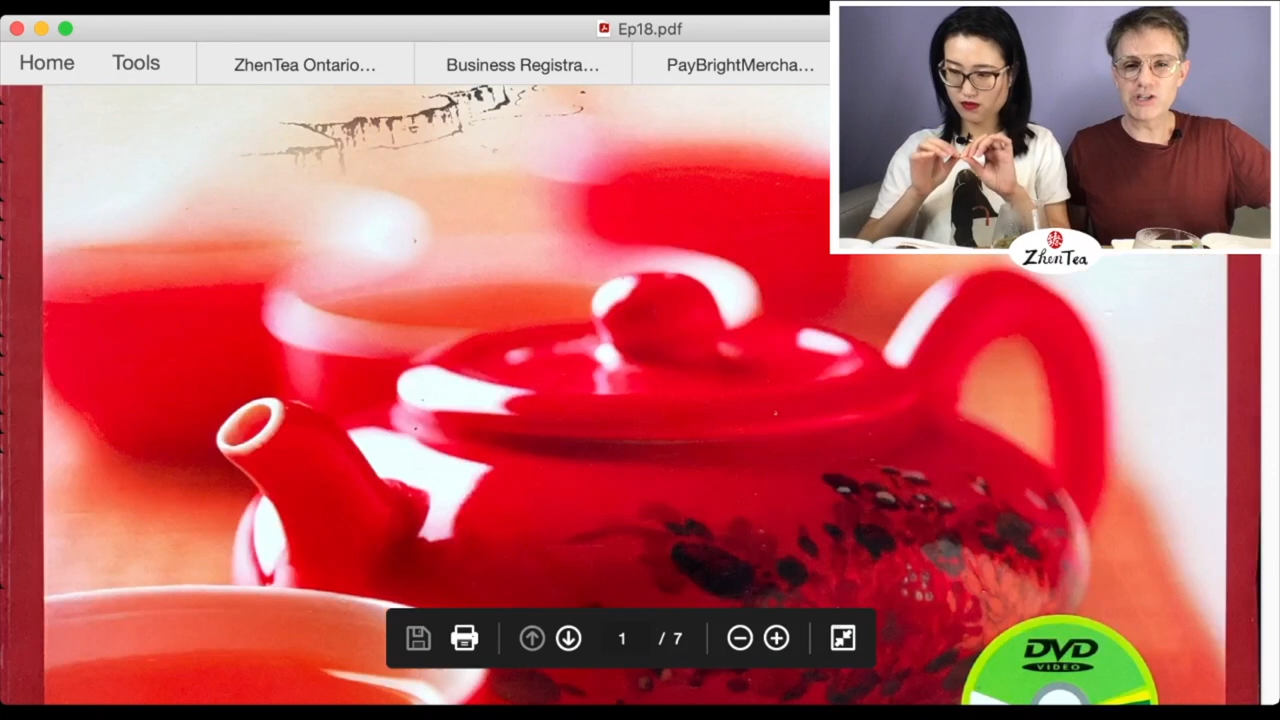 Ep18.pdf
Home
Tools
ZhenTea Ontario...
Business Registra...
PayBrightMercha...
ZhenTea
1
/ 7
DVD
VIDEO